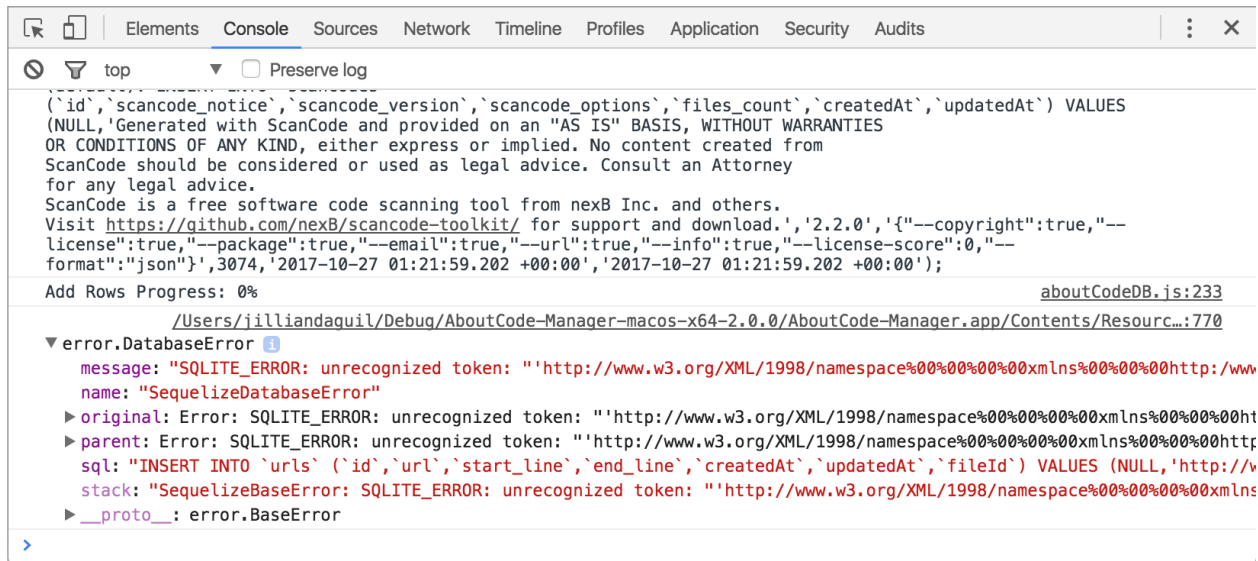 Elements Console Sources Network Timeline Profiles Application Security Audits
top Preserve log
(default): INSERT INTO `scancodes`
(`id`,`scancode_notice`,`scancode_version`,`scancode_options`,`files_count`,`createdAt`,`updatedAt`) VALUES
(NULL,'Generated with ScanCode and provided on an "AS IS" BASIS, WITHOUT WARRANTIES
OR CONDITIONS OF ANY KIND, either express or implied. No content created from
ScanCode should be considered or used as legal advice. Consult an Attorney
for any legal advice.
ScanCode is a free software code scanning tool from nexB Inc. and others.
Visit https://github.com/nexB/scancode-toolkit/ for support and download.','2.2.0','{"--copyright":true,"--
license":true,"--package":true,"--email":true,"--url":true,"--info":true,"--license-score":0,"--
format":"json"}',3074,'2017-10-27 01:21:59.202 +00:00','2017-10-27 01:21:59.202 +00:00');
Add Rows Progress: 0% aboutCodeDB.js:233
/Users/jilliandaguil/Debug/AboutCode-Manager-macos-x64-2.0.0/AboutCode-Manager.app/Contents/Resourc…:770
▼ error.DatabaseError i
message: "SQLITE_ERROR: unrecognized token: "'http://www.w3.org/XML/1998/namespace%00%00%00%00xmlns%00%00%00http:/www
name: "SequelizeDatabaseError"
▶ original: Error: SQLITE_ERROR: unrecognized token: "'http://www.w3.org/XML/1998/namespace%00%00%00%00xmlns%00%00%00ht
▶ parent: Error: SQLITE_ERROR: unrecognized token: "'http://www.w3.org/XML/1998/namespace%00%00%00%00xmlns%00%00%00http
sql: "INSERT INTO `urls` (`id`,`url`,`start_line`,`end_line`,`createdAt`,`updatedAt`,`fileId`) VALUES (NULL,'http://w
stack: "SequelizeBaseError: SQLITE_ERROR: unrecognized token: "'http://www.w3.org/XML/1998/namespace%00%00%00%00xmlns
▶ __proto__: error.BaseError
>